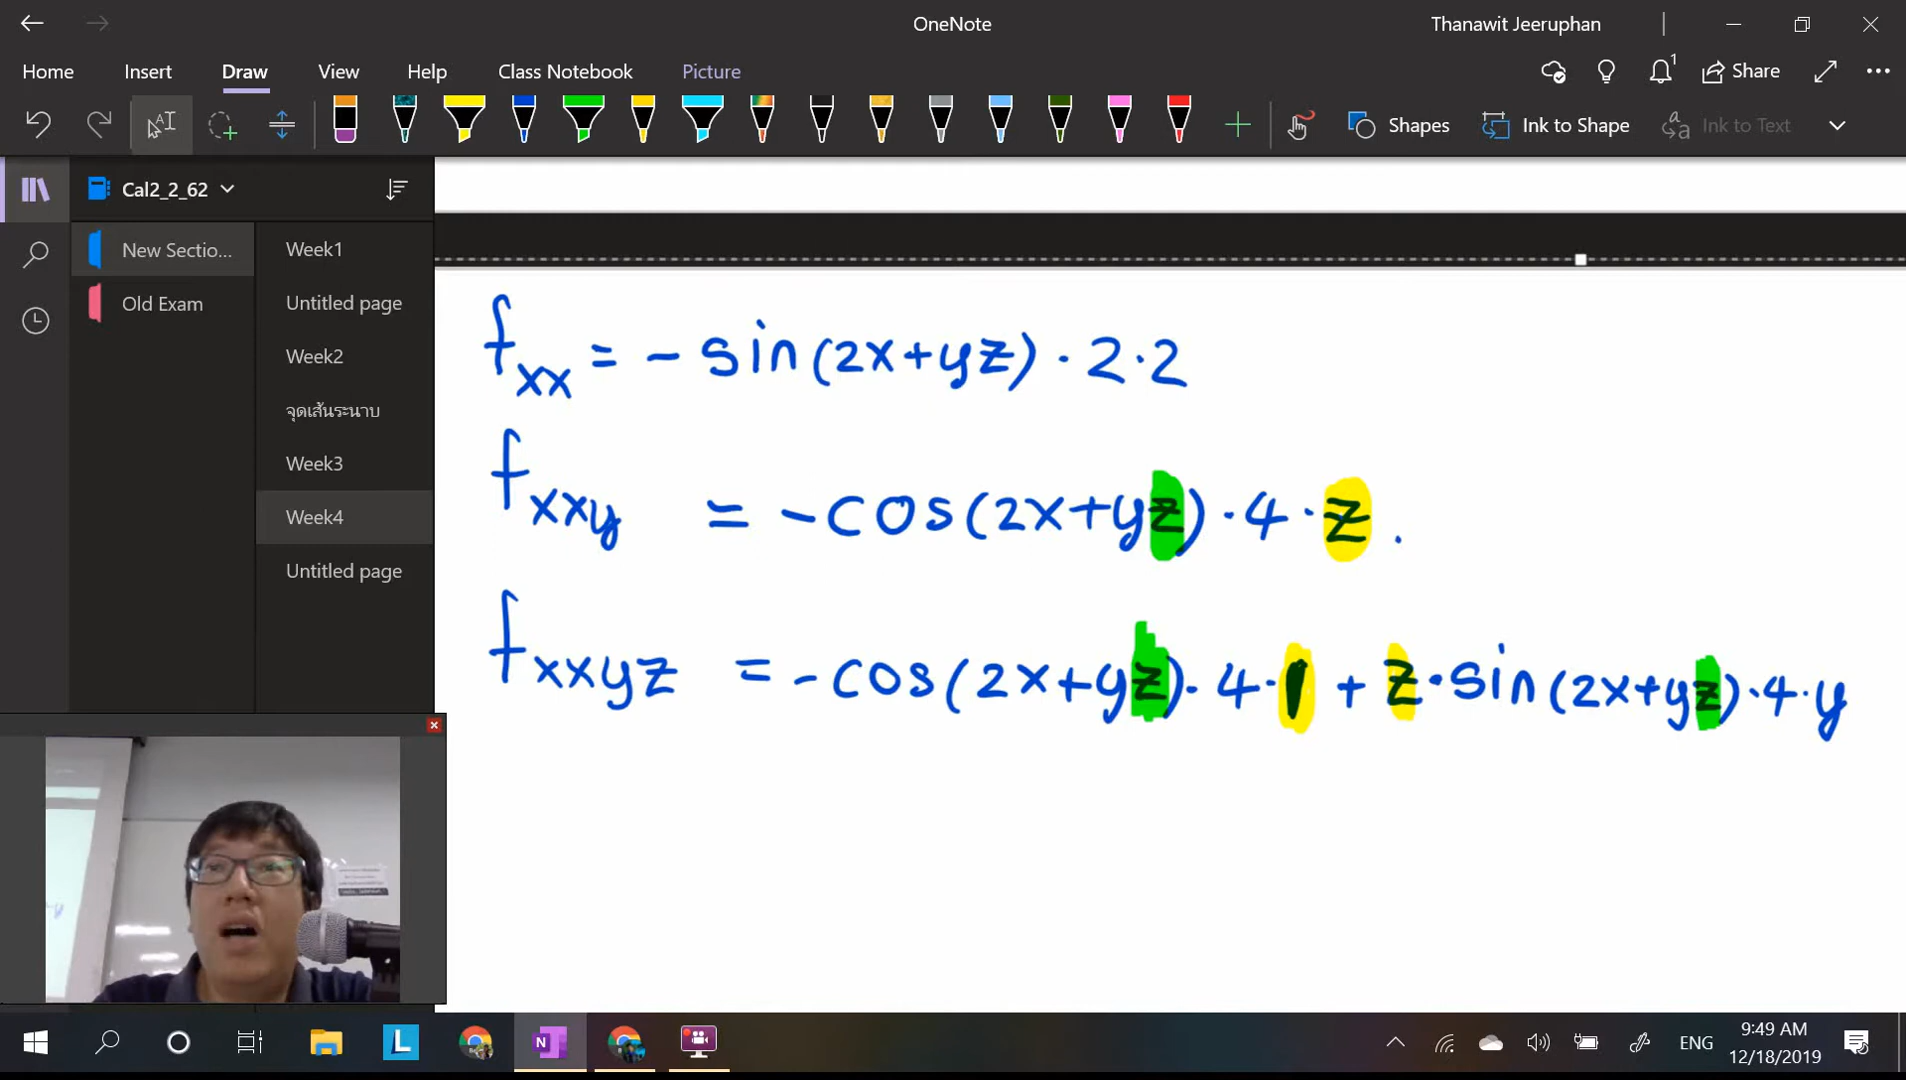 OneNote
Thanawit Jeeruphan
Home Insert Draw View Help Class Notebook Picture
1 Share
Shapes Ink to Shape Ink to Text
Cal2_2_62
New Sectio...
Old Exam
Week1
Untitled page
Week2
จุดเส้นระนาบ
Week3
Week4
Untitled page
f_xx = - sin(2x+yz) · 2·2
f_xxy = -cos(2x+yz) · 4 · z .
f_xxyz = -cos(2x+yz) · 4 · 1 + z · sin(2x+yz) · 4 · y
ENG
9:49 AM
12/18/2019